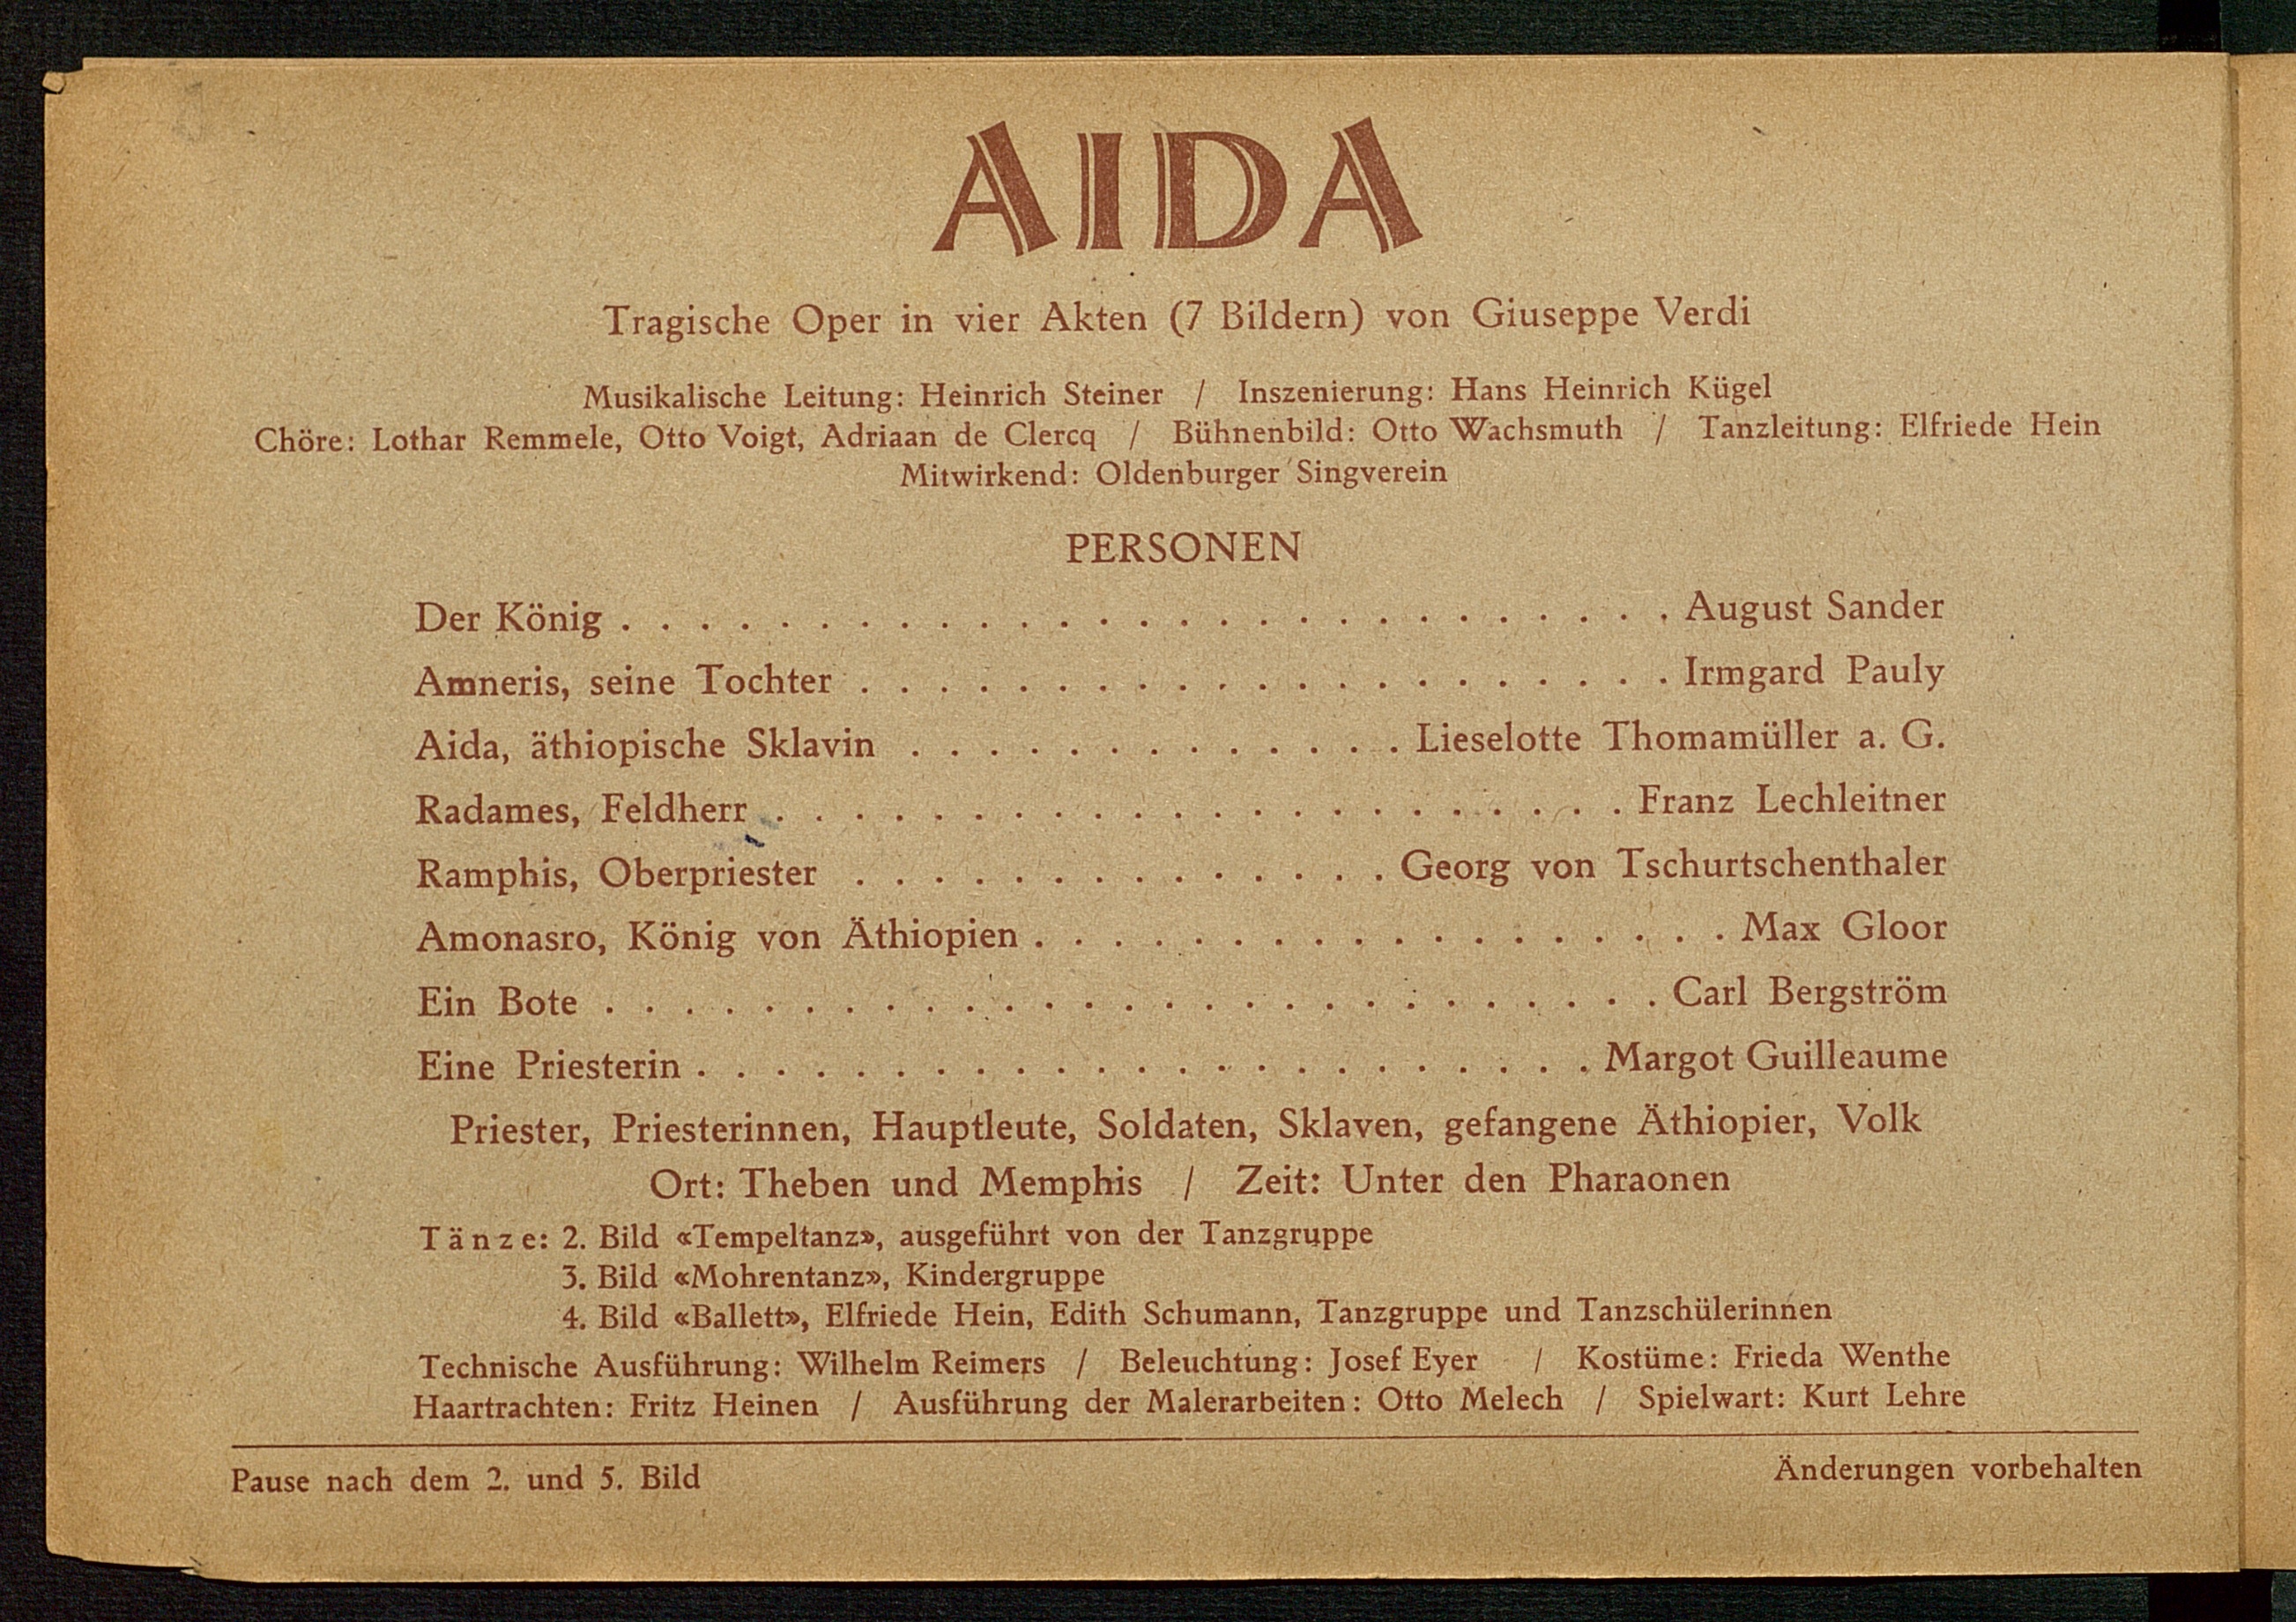 AIDA
Tragische Oper in vier Akten (7 Bildern) von Giuseppe Verdi
Musikalische Leitung: Heinrich Steiner / Inszenierung: Hans Heinrich Kügel
Chöre: Lothar Remmele, Otto Voigt, Adriaan de Clercq / Bühnenbild: Otto Wachsmuth / Tanzleitung: Elfriede Hein
Mitwirkend: Oldenburger Singverein
PERSONEN
Der König . . . . . . . . . . . . . . . . . . . . . . . . . . . August Sander
Amneris, seine Tochter . . . . . . . . . . . . . . . . . . . . . Irmgard Pauly
Aida, äthiopische Sklavin . . . . . . . . . . . . . Lieselotte Thomamüller a. G.
Radames, Feldherr . . . . . . . . . . . . . . . . . . . . . . Franz Lechleitner
Ramphis, Oberpriester . . . . . . . . . . . . . . Georg von Tschurtschenthaler
Amonasro, König von Äthiopien . . . . . . . . . . . . . . . . . . Max Gloor
Ein Bote . . . . . . . . . . . . . . . . . . . . . . . . . . . Carl Bergström
Eine Priesterin . . . . . . . . . . . . . . . . . . . . . . . Margot Guilleaume
Priester, Priesterinnen, Hauptleute, Soldaten, Sklaven, gefangene Äthiopier, Volk
Ort: Theben und Memphis / Zeit: Unter den Pharaonen
Tänze: 2. Bild «Tempeltanz», ausgeführt von der Tanzgruppe
3. Bild «Mohrentanz», Kindergruppe
4. Bild «Ballett», Elfriede Hein, Edith Schumann, Tanzgruppe und Tanzschülerinnen
Technische Ausführung: Wilhelm Reimers / Beleuchtung: Josef Eyer / Kostüme: Frieda Wenthe
Haartrachten: Fritz Heinen / Ausführung der Malerarbeiten: Otto Melech / Spielwart: Kurt Lehre
Pause nach dem 2. und 5. Bild
Änderungen vorbehalten